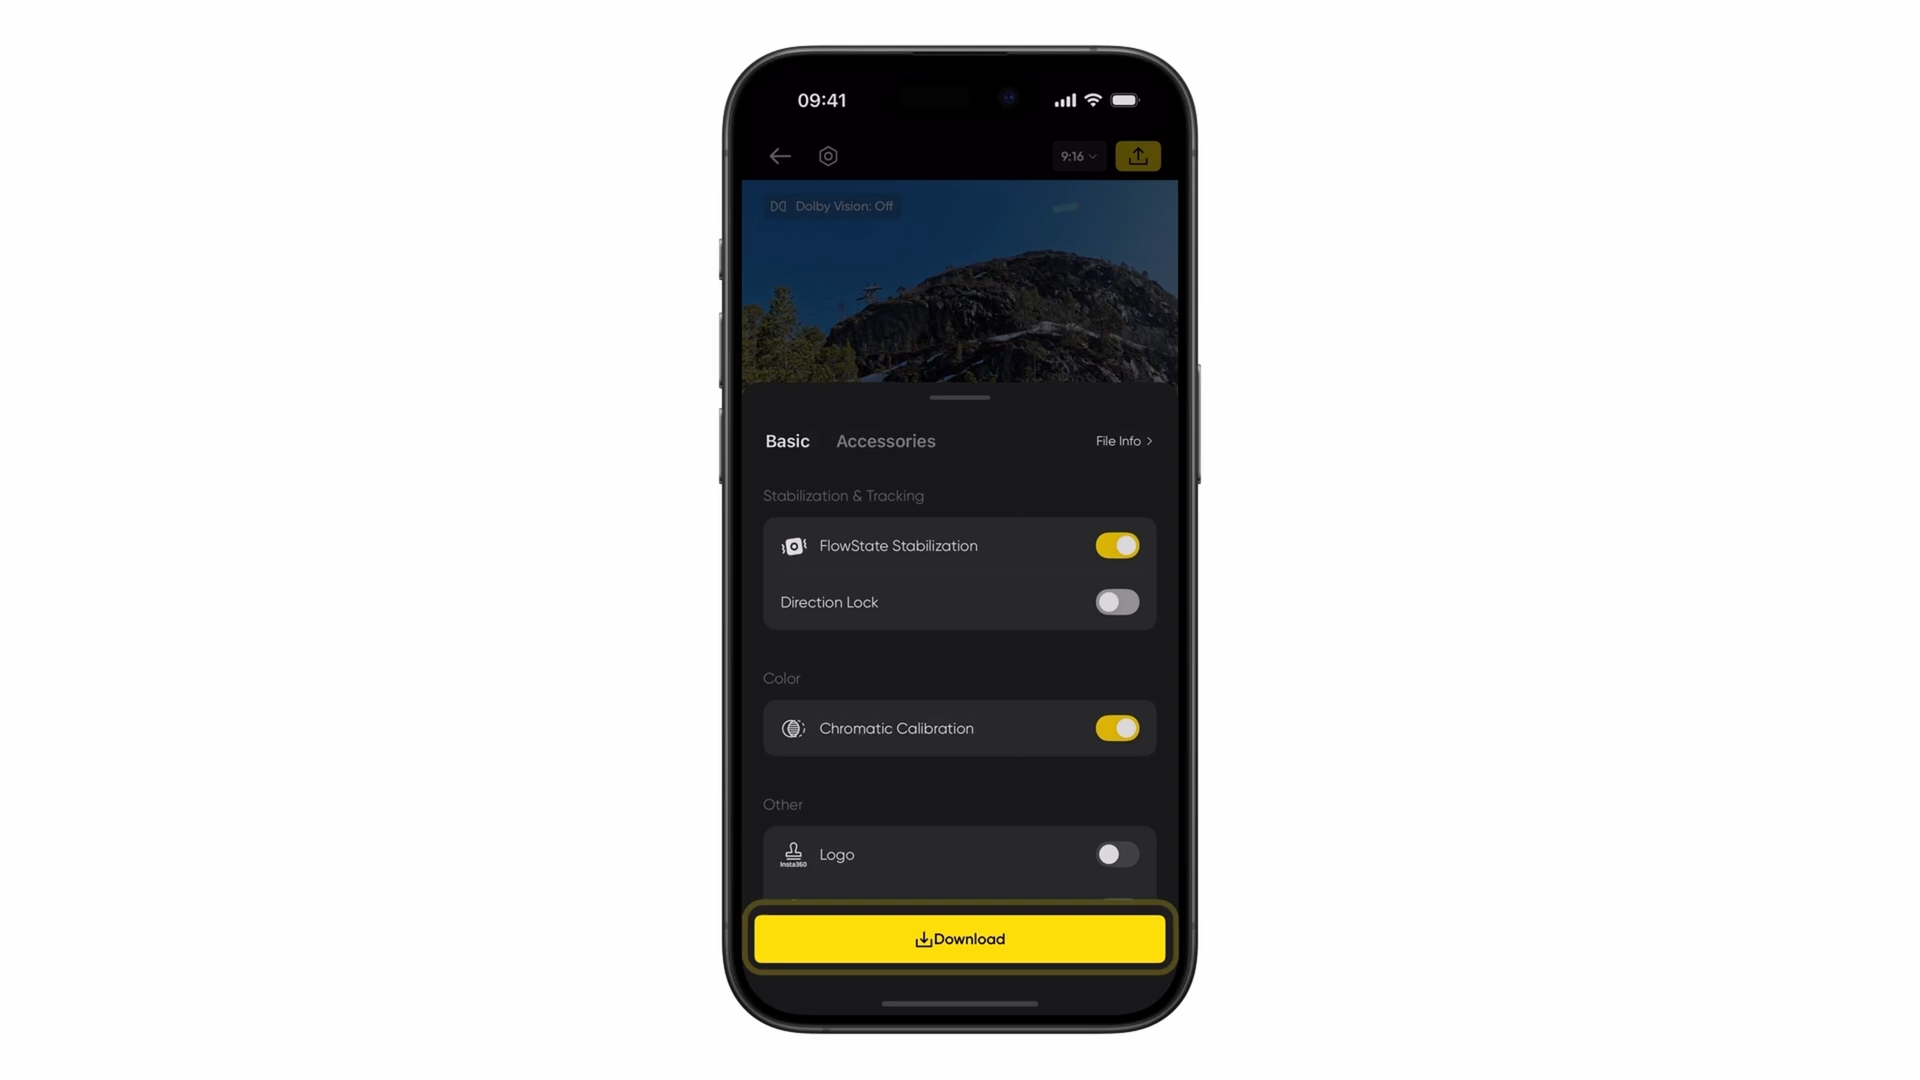 09:41
9:16
Dolby Vision: Off
Basic
Accessories
File Info
Stabilization & Tracking
FlowState Stabilization
Direction Lock
Color
Chromatic Calibration
Other
Insta360
Logo
Download